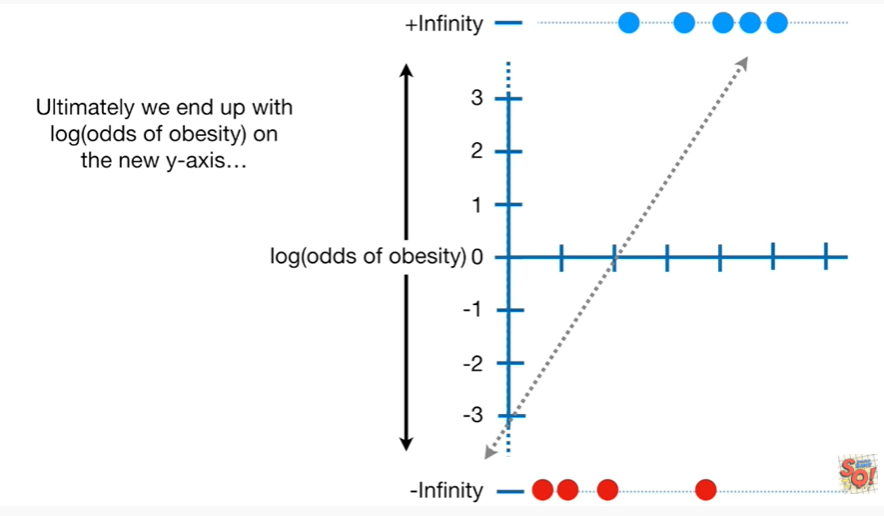 +Infinity
Ultimately we end up with
log(odds of obesity) on
the new y-axis…
3
2
1
log(odds of obesity) 0
-1
-2
-3
-Infinity
SQ!